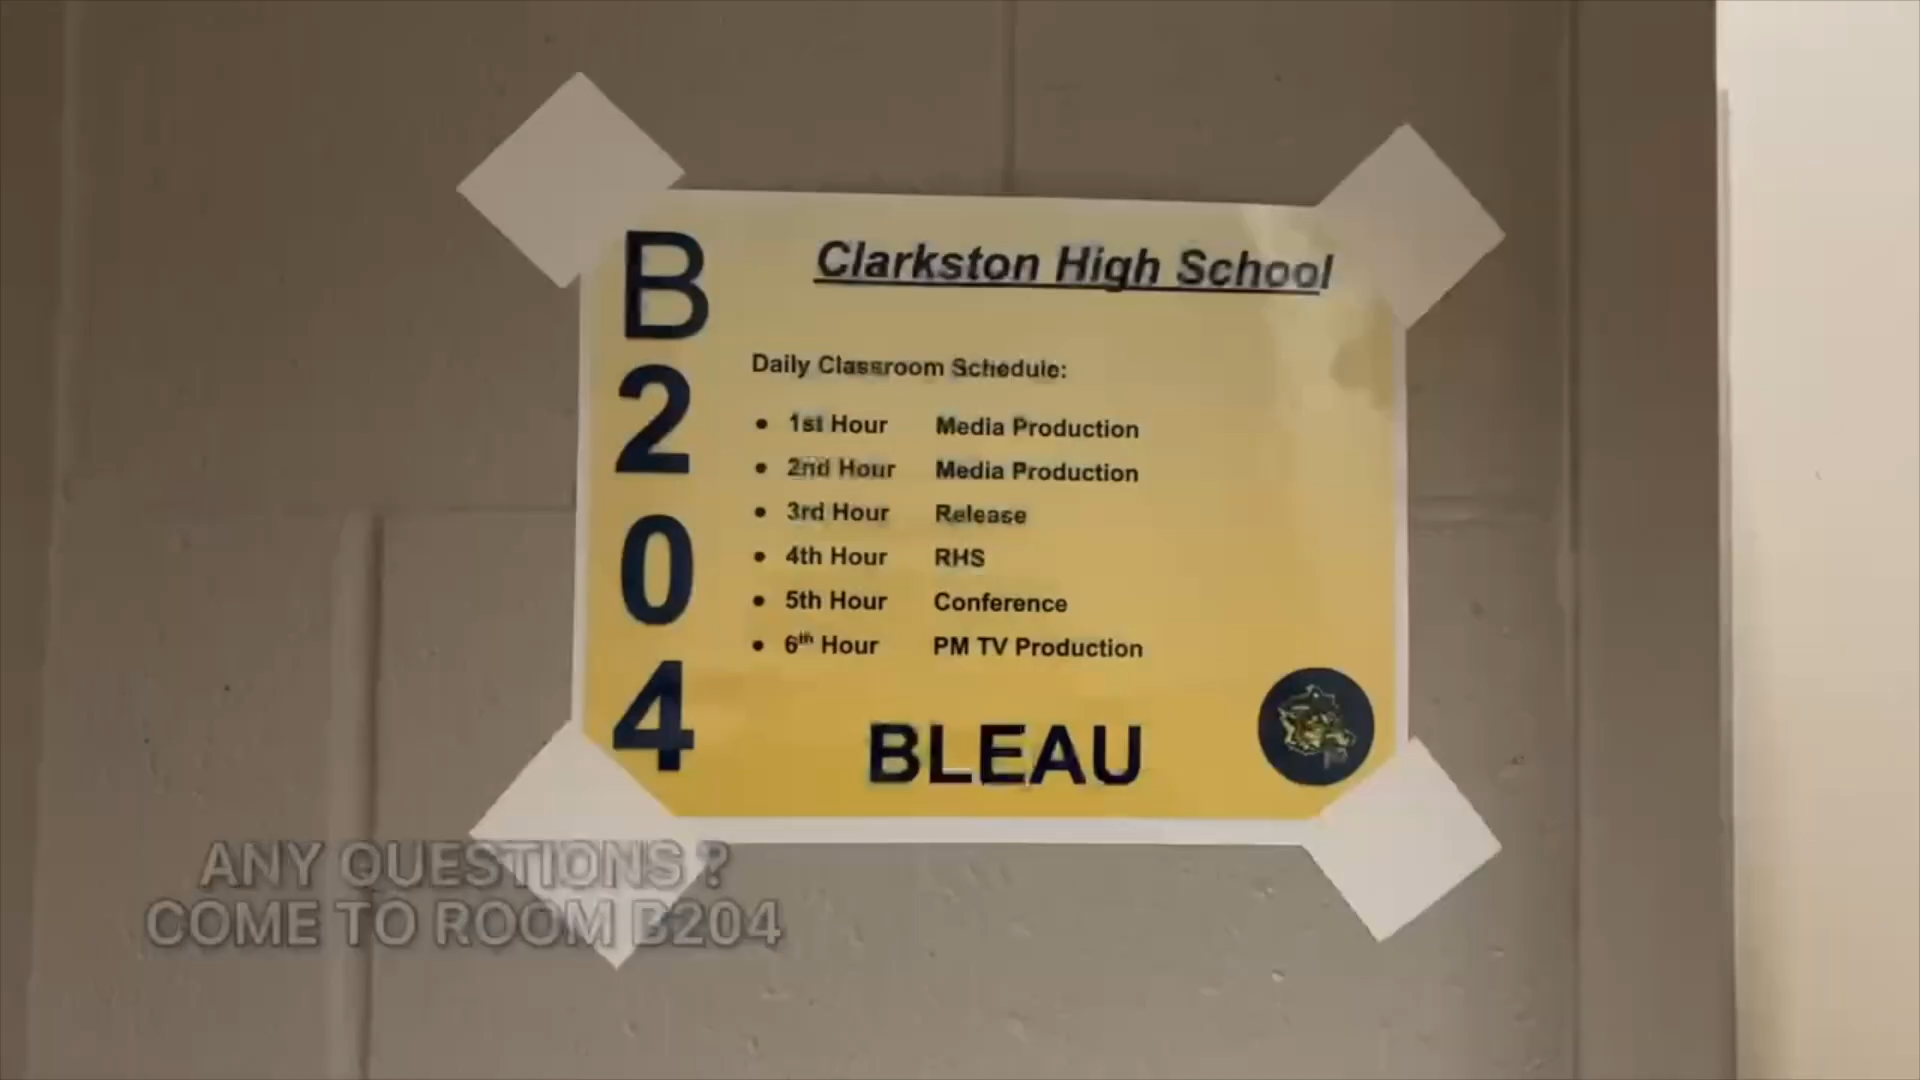 B204
Clarkston High School
Daily Classroom Schedule:
• 1st Hour Media Production
• 2nd Hour Media Production
• 3rd Hour Release
• 4th Hour RHS
• 5th Hour Conference
• 6th Hour PM TV Production
BLEAU
ANY QUESTIONS ?
COME TO ROOM B204